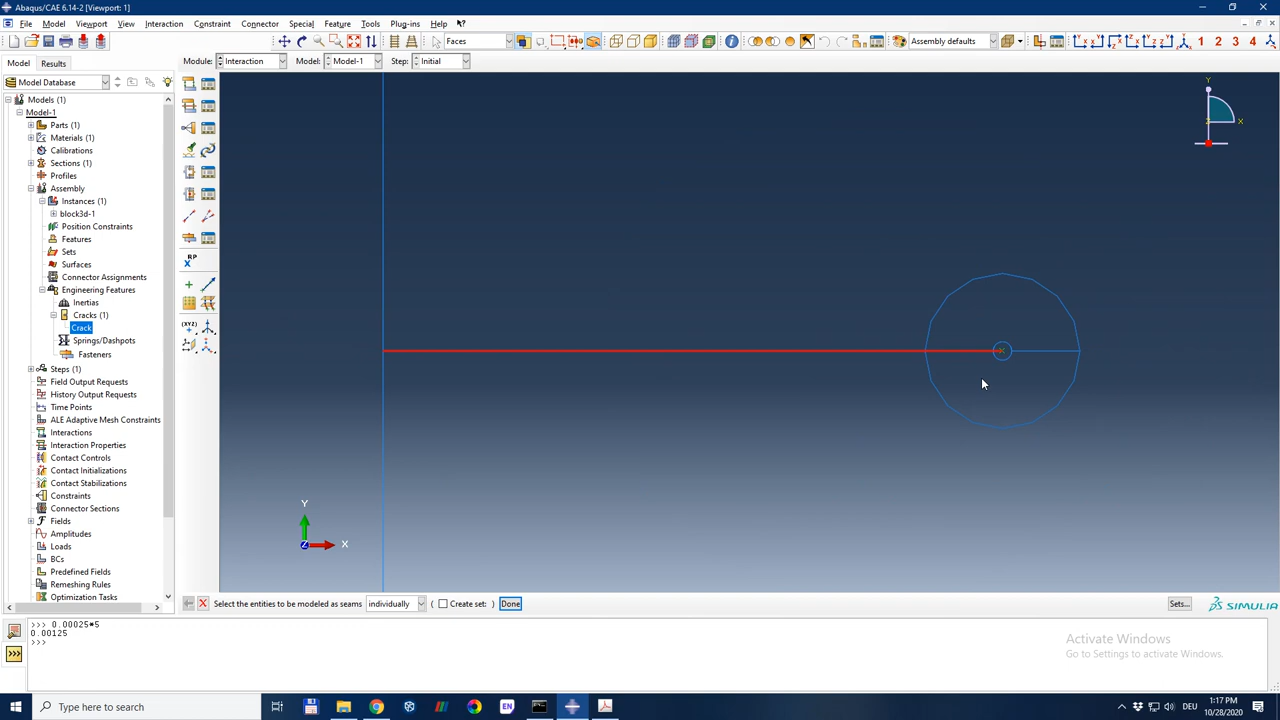 Abaqus/CAE 6.14-2 [Viewport: 1]
File Model Viewport View Interaction Constraint Connector Special Feature Tools Plug-ins Help
Faces
Assembly defaults
1 2 3 4
Model Results
Module: Interaction Model: Model-1 Step: Initial
Model Database
Models (1)
Model-1
Parts (1)
Materials (1)
Calibrations
Sections (1)
Profiles
Assembly
Instances (1)
block3d-1
Position Constraints
Features
Sets
Surfaces
Connector Assignments
Engineering Features
Inertias
Cracks (1)
Crack
Springs/Dashpots
Fasteners
Steps (1)
Field Output Requests
History Output Requests
Time Points
ALE Adaptive Mesh Constraints
Interactions
Interaction Properties
Contact Controls
Contact Initializations
Contact Stabilizations
Constraints
Connector Sections
Fields
Amplitudes
Loads
BCs
Predefined Fields
Remeshing Rules
Optimization Tasks
RP
(XYZ)
Y
X
Z
Y
X
Z
Select the entities to be modeled as seams individually ( Create set: ) Done
Sets...
SIMULIA
>>> 0.00025*5
0.00125
>>>
Activate Windows
Go to Settings to activate Windows.
Type here to search
EN
DEU
1:17 PM
10/28/2020